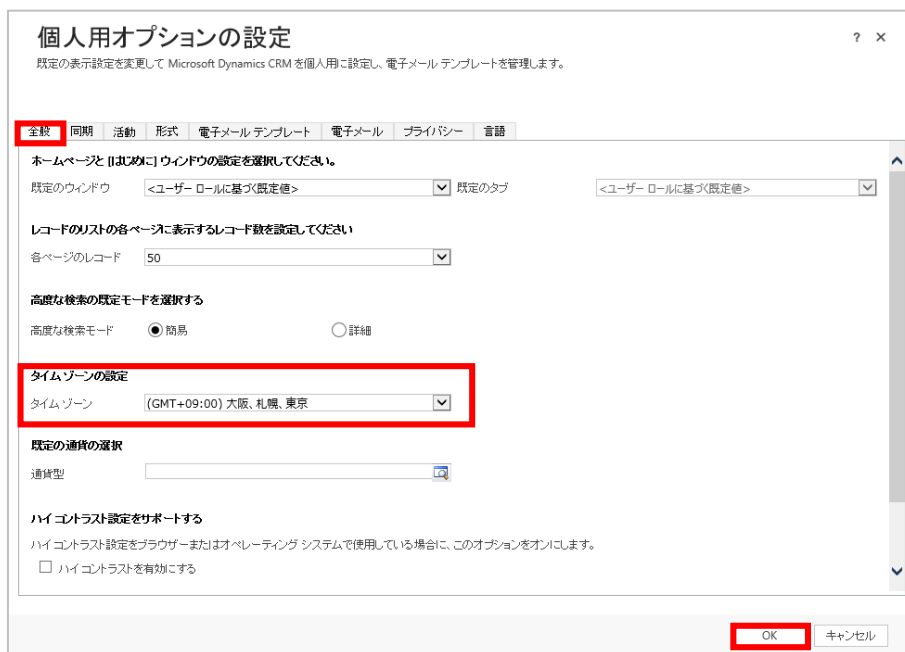 個人用オプションの設定
? ×
既定の表示設定を変更して Microsoft Dynamics CRM を個人用に設定し、電子メール テンプレートを管理します。
全般 同期 活動 形式 電子メール テンプレート 電子メール プライバシー 言語
ホームページと [はじめに] ウィンドウの設定を選択してください。
既定のウィンドウ <ユーザー ロールに基づく既定値> 既定のタブ <ユーザー ロールに基づく既定値>
レコードのリストの各ページに表示するレコード数を設定してください
各ページのレコード 50
高度な検索の既定モードを選択する
高度な検索モード 簡易 詳細
タイム ゾーンの設定
タイム ゾーン (GMT+09:00) 大阪、札幌、東京
既定の通貨の選択
通貨型
ハイ コントラスト設定をサポートする
ハイ コントラスト設定をブラウザーまたはオペレーティング システムで使用している場合に、このオプションをオンにします。
ハイ コントラストを有効にする
OK キャンセル